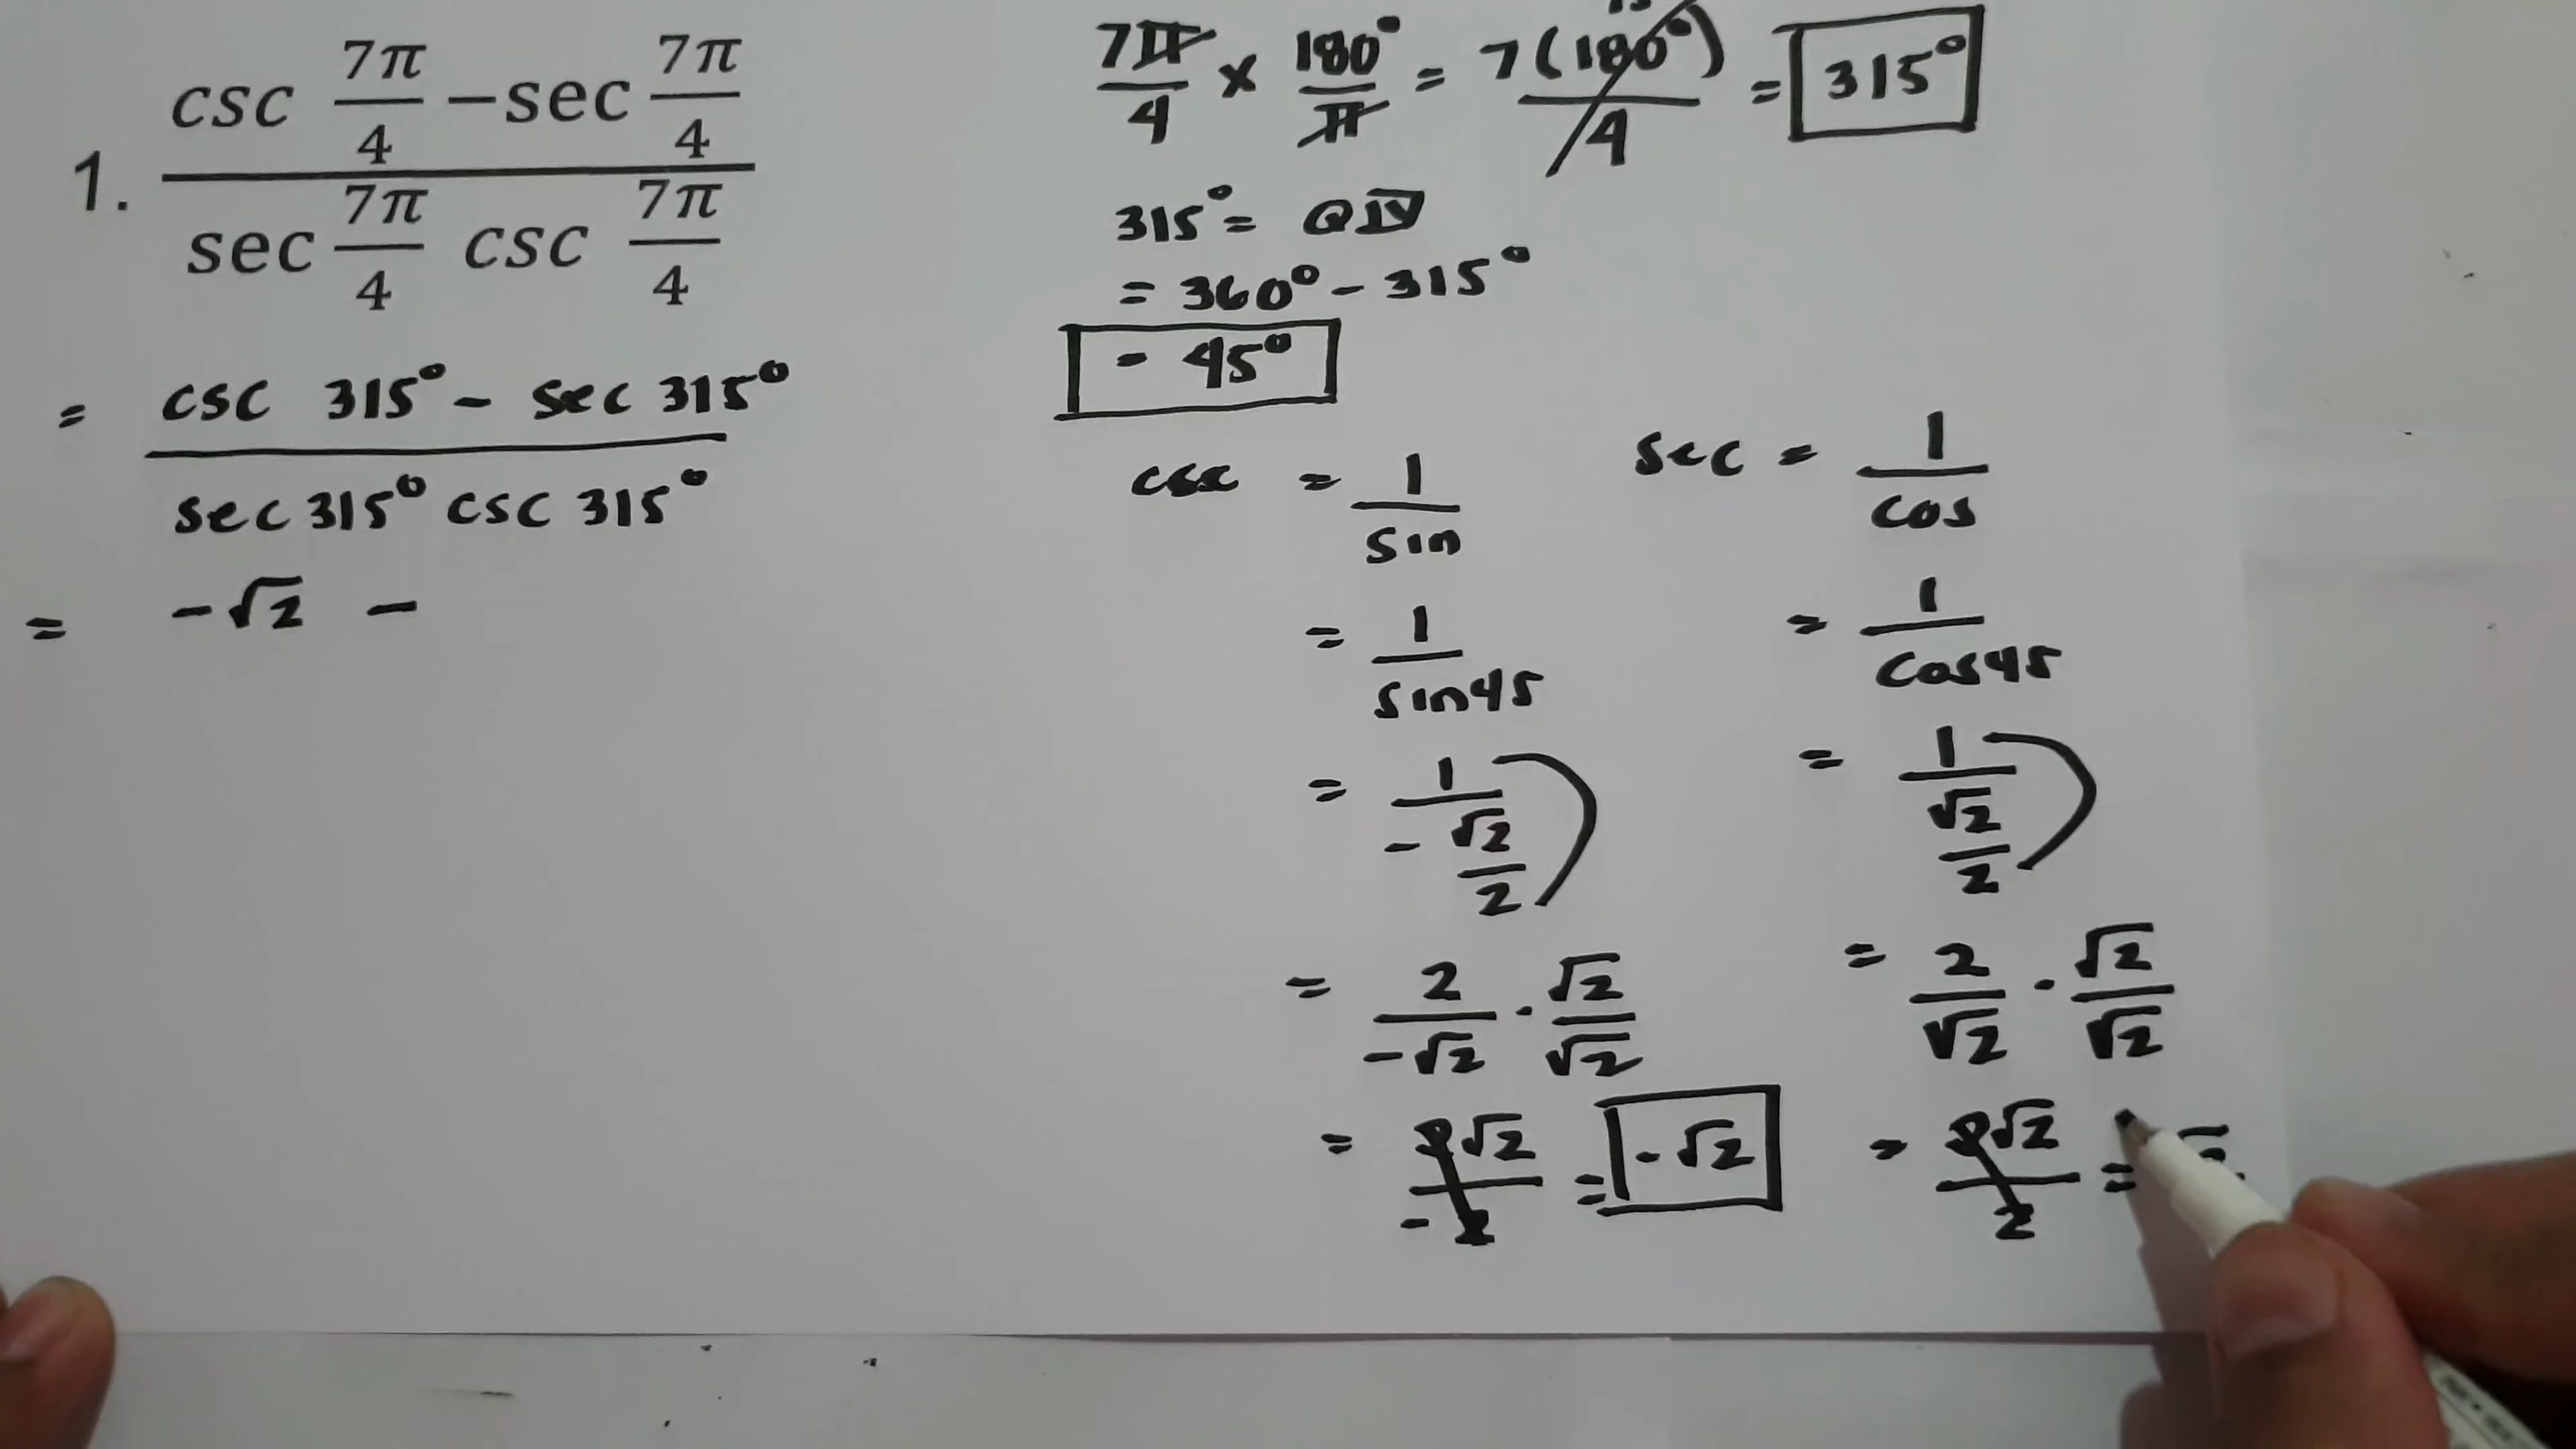 1. csc 7π/4 − sec 7π/4
sec 7π/4 csc 7π/4
= csc 315° - sec 315°
sec 315° csc 315°
= -√2 -
7π/4 × 180°/π = 7(180°)/4 = 315°
315° = QIV
= 360° - 315°
= 45°
csc = 1/sin
= 1/sin45
= 1/-√2/2
= 2/-√2 · √2/√2
= 2√2/-2 = -√2
sec = 1/cos
= 1/cos45
= 1/√2/2
= 2/√2 · √2/√2
= 2√2/2 =